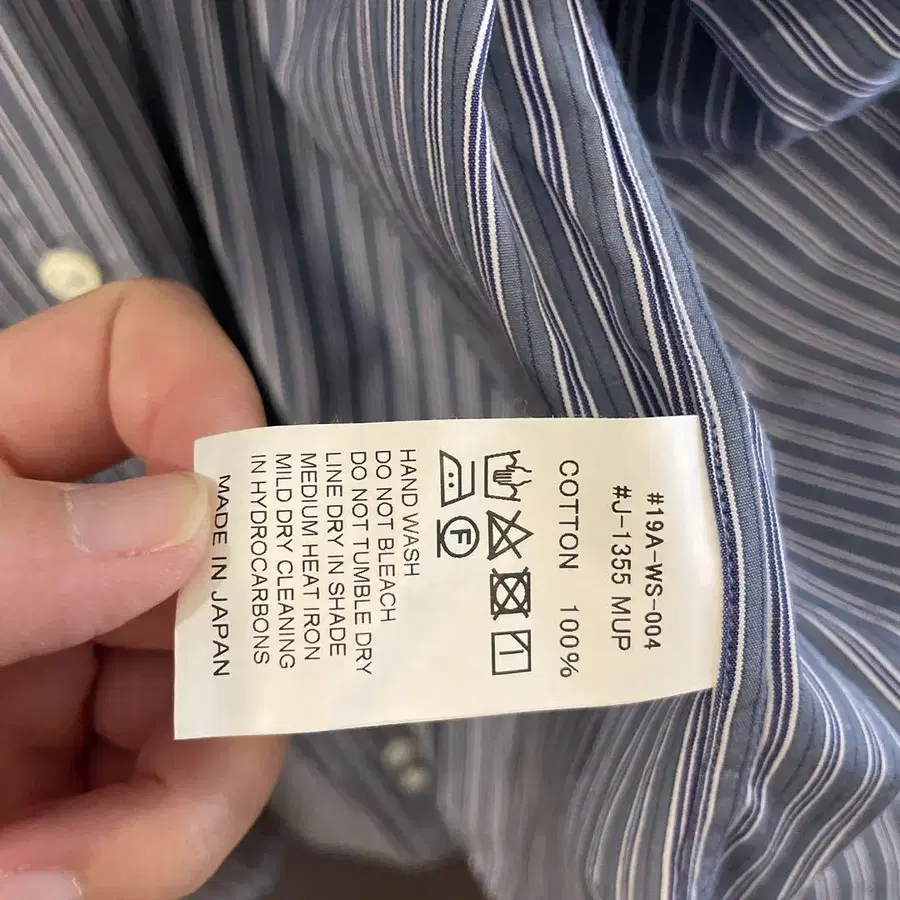 #19A-WS-004
#J-1355 MUP
COTTON 100%
F
HAND WASH
DO NOT BLEACH
DO NOT TUMBLE DRY
LINE DRY IN SHADE
MEDIUM HEAT IRON
MILD DRY CLEANING
IN HYDROCARBONS
MADE IN JAPAN